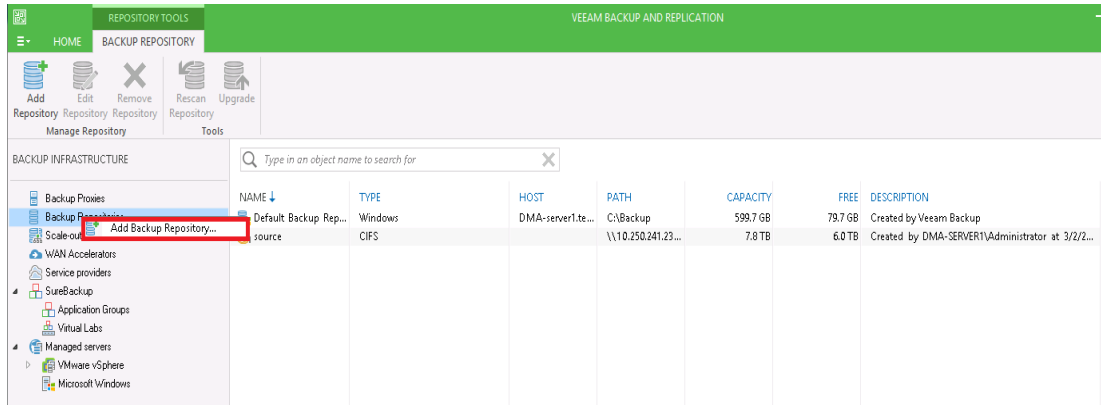 REPOSITORY TOOLS
VEEAM BACKUP AND REPLICATION
HOME BACKUP REPOSITORY
Add Repository
Edit Repository
Remove Repository
Rescan Repository
Upgrade
Manage Repository
Tools
BACKUP INFRASTRUCTURE
Type in an object name to search for
Backup Proxies
Backup Repositories
Add Backup Repository...
Scale-out
WAN Accelerators
Service providers
SureBackup
Application Groups
Virtual Labs
Managed servers
VMware vSphere
Microsoft Windows
NAME TYPE HOST PATH CAPACITY FREE DESCRIPTION
Default Backup Rep... Windows DMA-server1.te... C:\Backup 599.7 GB 79.7 GB Created by Veeam Backup
source CIFS \\10.250.241.23... 7.8 TB 6.0 TB Created by DMA-SERVER1\Administrator at 3/2/2...